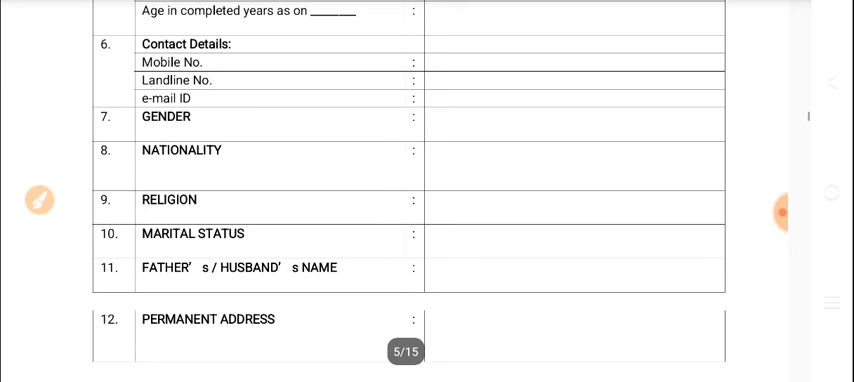 Age in completed years as on _______ :
6. Contact Details:
Mobile No. :
Landline No. :
e-mail ID :
7. GENDER :
8. NATIONALITY :
9. RELIGION :
10. MARITAL STATUS :
11. FATHER’ s / HUSBAND’ s NAME :
12. PERMANENT ADDRESS :
5/15